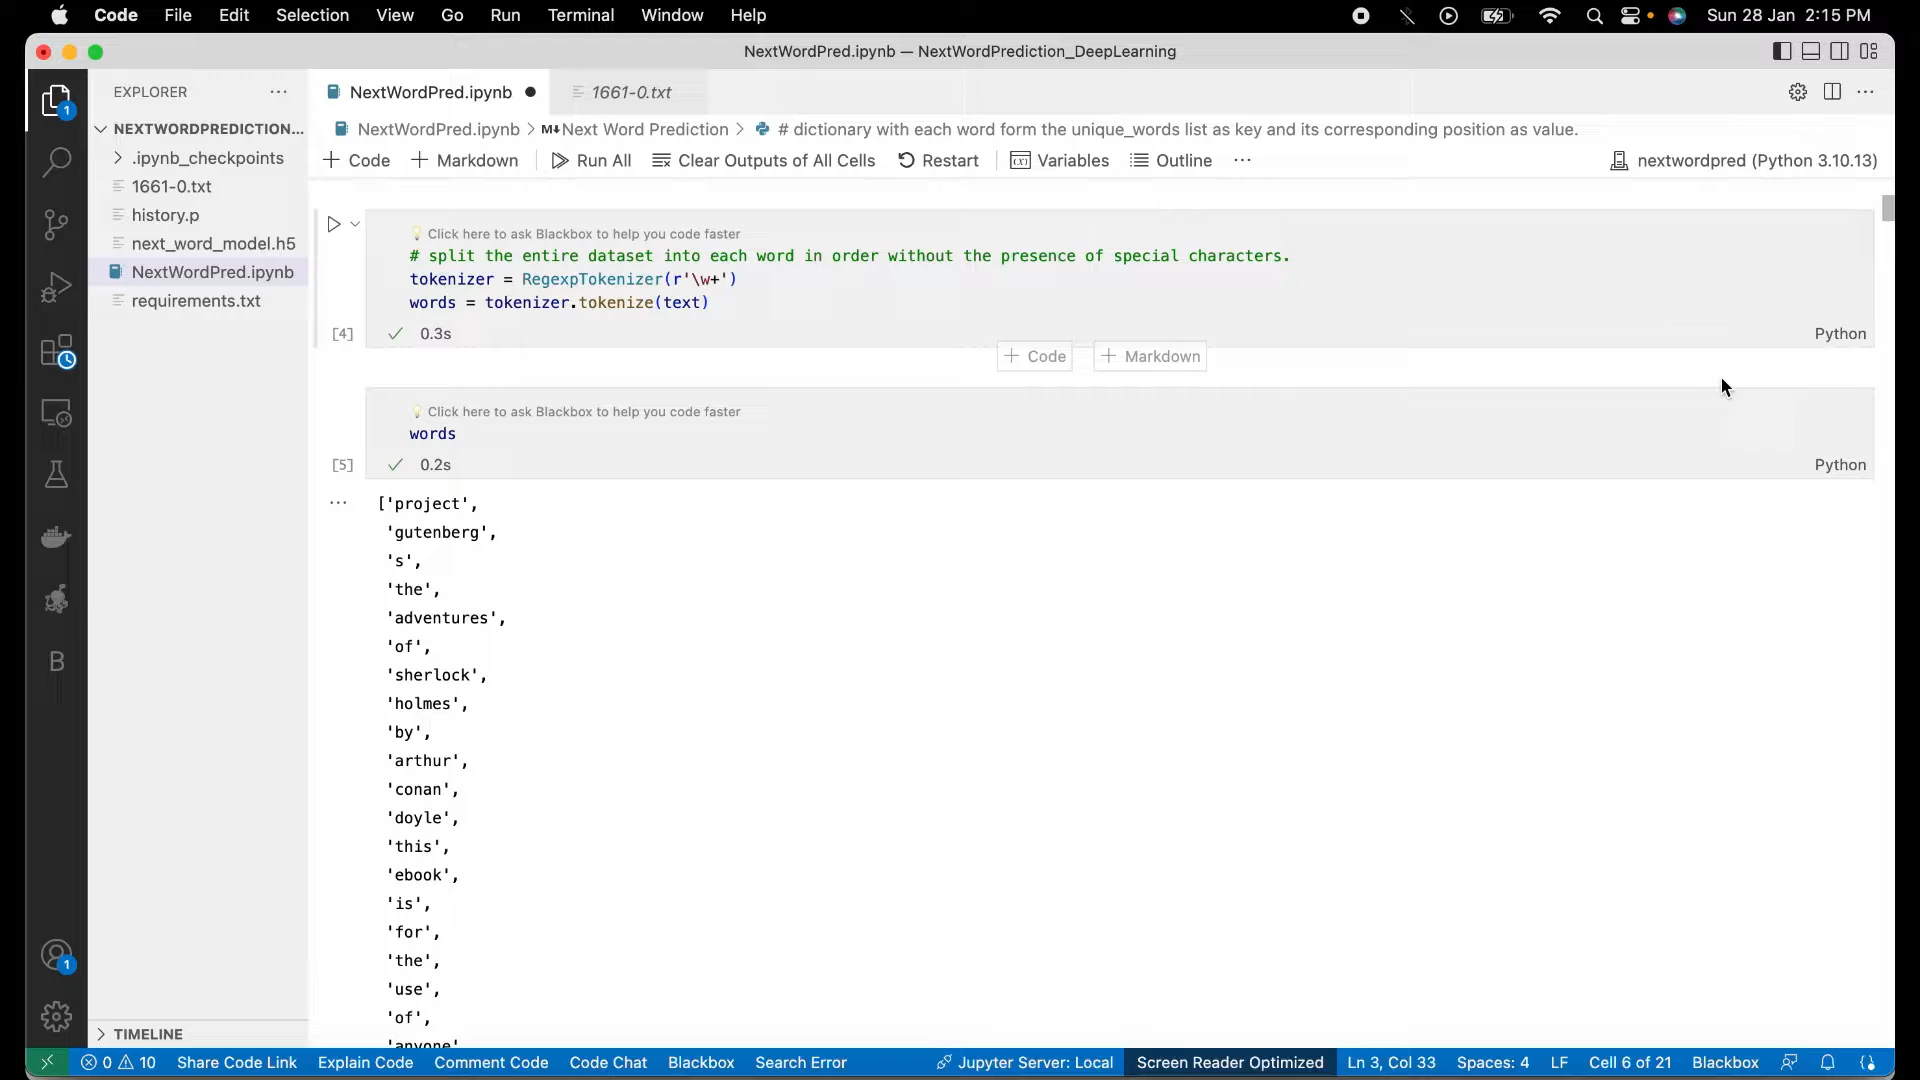 Code File Edit Selection View Go Run Terminal Window Help Sun 28 Jan 2:15 PM
NextWordPred.ipynb — NextWordPrediction_DeepLearning
EXPLORER ···
NextWordPred.ipynb ●
1661-0.txt
···
NEXTWORDPREDICTION...
NextWordPred.ipynb > M↓Next Word Prediction > # dictionary with each word form the unique_words list as key and its corresponding position as value.
.ipynb_checkpoints
+ Code + Markdown Run All Clear Outputs of All Cells Restart Variables Outline ··· nextwordpred (Python 3.10.13)
1661-0.txt
history.p
next_word_model.h5
NextWordPred.ipynb
requirements.txt
Click here to ask Blackbox to help you code faster
# split the entire dataset into each word in order without the presence of special characters.
tokenizer = RegexpTokenizer(r'\w+')
words = tokenizer.tokenize(text)
[4] ✓ 0.3s Python
+ Code + Markdown
Click here to ask Blackbox to help you code faster
words
[5] ✓ 0.2s Python
··· ['project',
'gutenberg',
's',
'the',
'adventures',
'of',
'sherlock',
'holmes',
'by',
'arthur',
'conan',
'doyle',
'this',
'ebook',
'is',
'for',
'the',
'use',
'of',
'anyone'
B
1
1
TIMELINE
0 10 Share Code Link Explain Code Comment Code Code Chat Blackbox Search Error Jupyter Server: Local Screen Reader Optimized Ln 3, Col 33 Spaces: 4 LF Cell 6 of 21 Blackbox